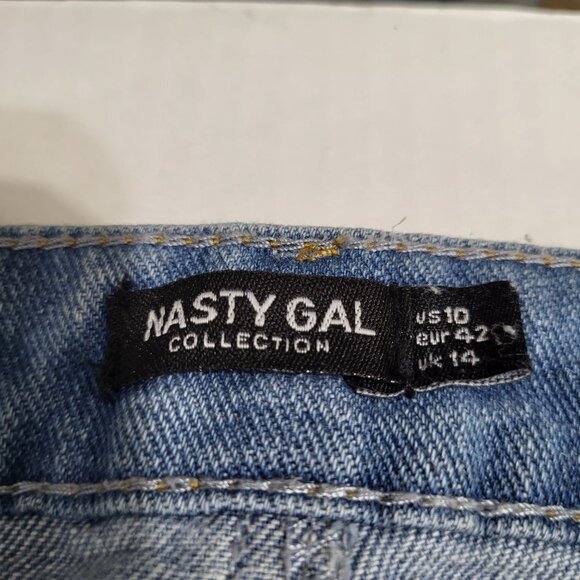 NASTY GAL
COLLECTION
US 10
eur 42
uk 14